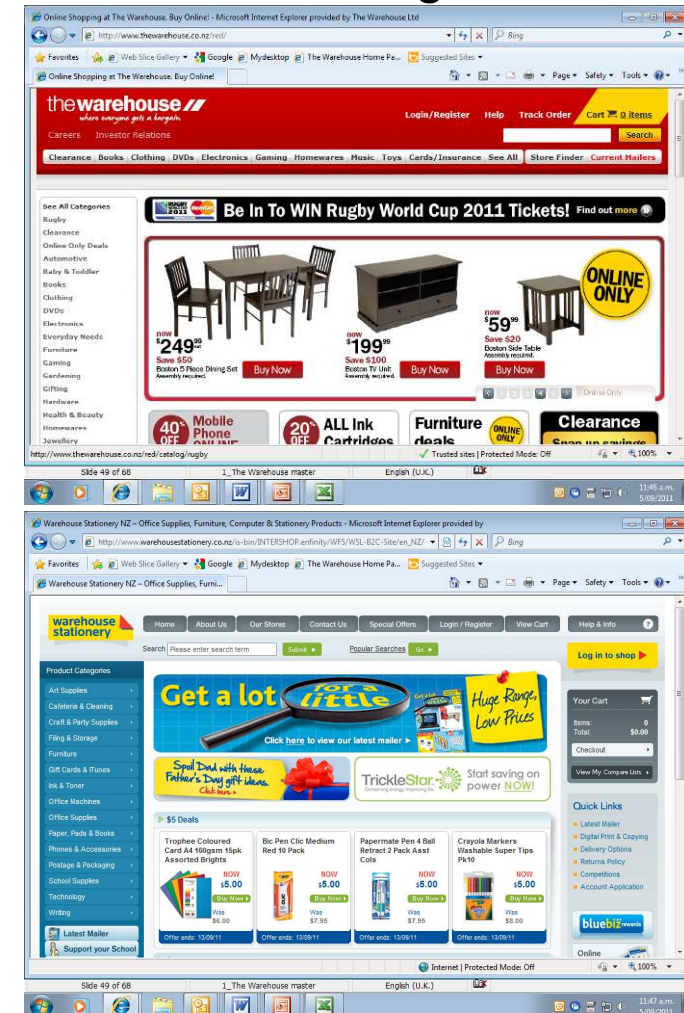 Online Shopping at The Warehouse. Buy Online! - Microsoft Internet Explorer provided by The Warehouse Ltd
http://www.thewarehouse.co.nz/red/
Bing
Favorites Web Slice Gallery Google Mydesktop The Warehouse Home Pa... Suggested Sites
Online Shopping at The Warehouse. Buy Online!
Page Safety Tools
the warehouse
where everyone gets a bargain
Login/Register Help Track Order Cart 0 Items
Careers Investor Relations
Search
Clearance Books Clothing DVDs Electronics Gaming Homewares Music Toys Cards/Insurance See All Store Finder Current Mailers
See All Categories
Rugby
Clearance
Online Only Deals
Automotive
Baby & Toddler
Books
Clothing
DVDs
Electronics
Everyday Needs
Furniture
Gaming
Gardening
Gifting
Hardware
Health & Beauty
Homewares
Jewellery
Be In To WIN Rugby World Cup 2011 Tickets! Find out more
ONLINE ONLY
now
$249.99
Save $50
Boston 5 Piece Dining Set
Assembly required.
Buy Now
now
$199.99
Save $100
Boston TV Unit
Assembly required.
Buy Now
now
$59.99
Save $20
Boston Side Table
Assembly required.
Buy Now
4 Online Only
40% OFF Mobile Phone
20% OFF ALL Ink Cartridges
Furniture deals ONLINE ONLY
Clearance
Snap up savings
http://www.thewarehouse.co.nz/red/catalog/rugby
Trusted sites | Protected Mode: Off 100%
Slide 49 of 68 1_The Warehouse master English (U.K.)
11:46 a.m.
5/09/2011
Warehouse Stationery NZ – Office Supplies, Furniture, Computer & Stationery Products - Microsoft Internet Explorer provided by
http://www.warehousestationery.co.nz/is-bin/INTERSHOP.enfinity/WFS/WSL-B2C-Site/en_NZ/
Bing
Favorites Web Slice Gallery Google Mydesktop The Warehouse Home Pa... Suggested Sites
Warehouse Stationery NZ – Office Supplies, Furni...
Page Safety Tools
warehouse stationery
Home About Us Our Stores Contact Us Special Offers Login / Register View Cart Help & Info ?
Search Please enter search term Submit Popular Searches Go
Log in to shop
Product Categories
Art Supplies
Cafeteria & Cleaning
Craft & Party Supplies
Filing & Storage
Furniture
Gift Cards & iTunes
Ink & Toner
Office Machines
Office Supplies
Paper, Pads & Books
Phones & Accessories
Postage & Packaging
School Supplies
Technology
Writing
Latest Mailer
Support your School
Get a lot for a little
Huge Range, Low Prices
Click here to view our latest mailer
Spoil Dad with these Father's Day gift ideas.
Click here
TrickleStar
Conserving energy, improving life.
Start saving on power NOW!
$5 Deals
Trophee Coloured Card A4 160gsm 15pk Assorted Brights
NOW
$5.00
Buy Now
Was
$6.00
Offer ends: 13/09/11
Bic Pen Clic Medium Red 10 Pack
NOW
$5.00
Buy Now
Was
$7.95
Offer ends: 13/09/11
Papermate Pen 4 Ball Retract 2 Pack Asst Cols
NOW
$5.00
Buy Now
Was
$7.95
Offer ends: 13/09/11
Crayola Markers Washable Super Tips Pk10
NOW
$5.00
Buy Now
Was
$8.00
Offer ends: 13/09/11
Your Cart
Items: 0
Total: $0.00
Checkout
View My Compare Lists
Quick Links
Latest Mailer
Digital Print & Copying
Delivery Options
Returns Policy
Competitions
Account Application
bluebiz rewards
Online
Internet | Protected Mode: Off 100%
Slide 49 of 68 1_The Warehouse master English (U.K.)
11:47 a.m.
5/09/2011